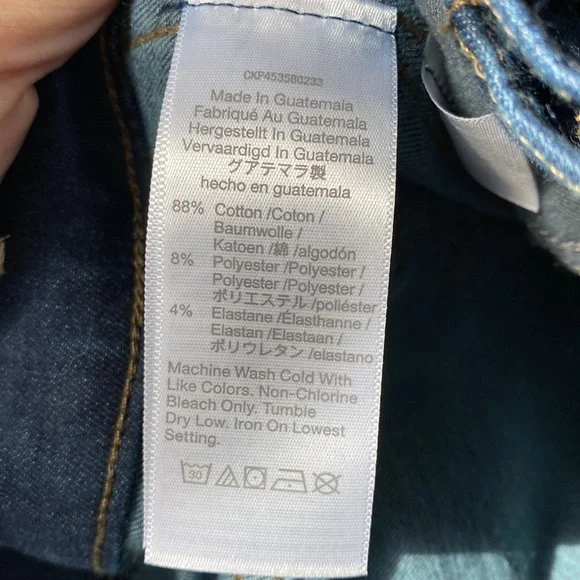 CKP453580233
Made In Guatemala
Fabriqué Au Guatemala
Hergestellt In Guatemala
Vervaardigd In Guatemala
グアテマラ製
hecho en guatemala
88% Cotton /Coton /
Baumwolle /
Katoen /綿 /algodón
8% Polyester /Polyester /
Polyester /Polyester /
ポリエステル /poliéster
4% Elastane /Élasthanne /
Elastan /Elastaan /
ポリウレタン /elastano
Machine Wash Cold With
Like Colors. Non-Chlorine
Bleach Only. Tumble
Dry Low. Iron On Lowest
Setting.
30